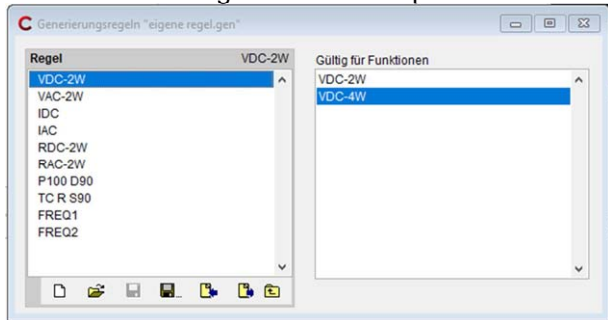 Generierungsregeln "eigene regel.gen"
Regel VDC-2W
VDC-2W
VAC-2W
IDC
IAC
RDC-2W
RAC-2W
P100 D90
TC R S90
FREQ1
FREQ2
Gültig für Funktionen
VDC-2W
VDC-4W